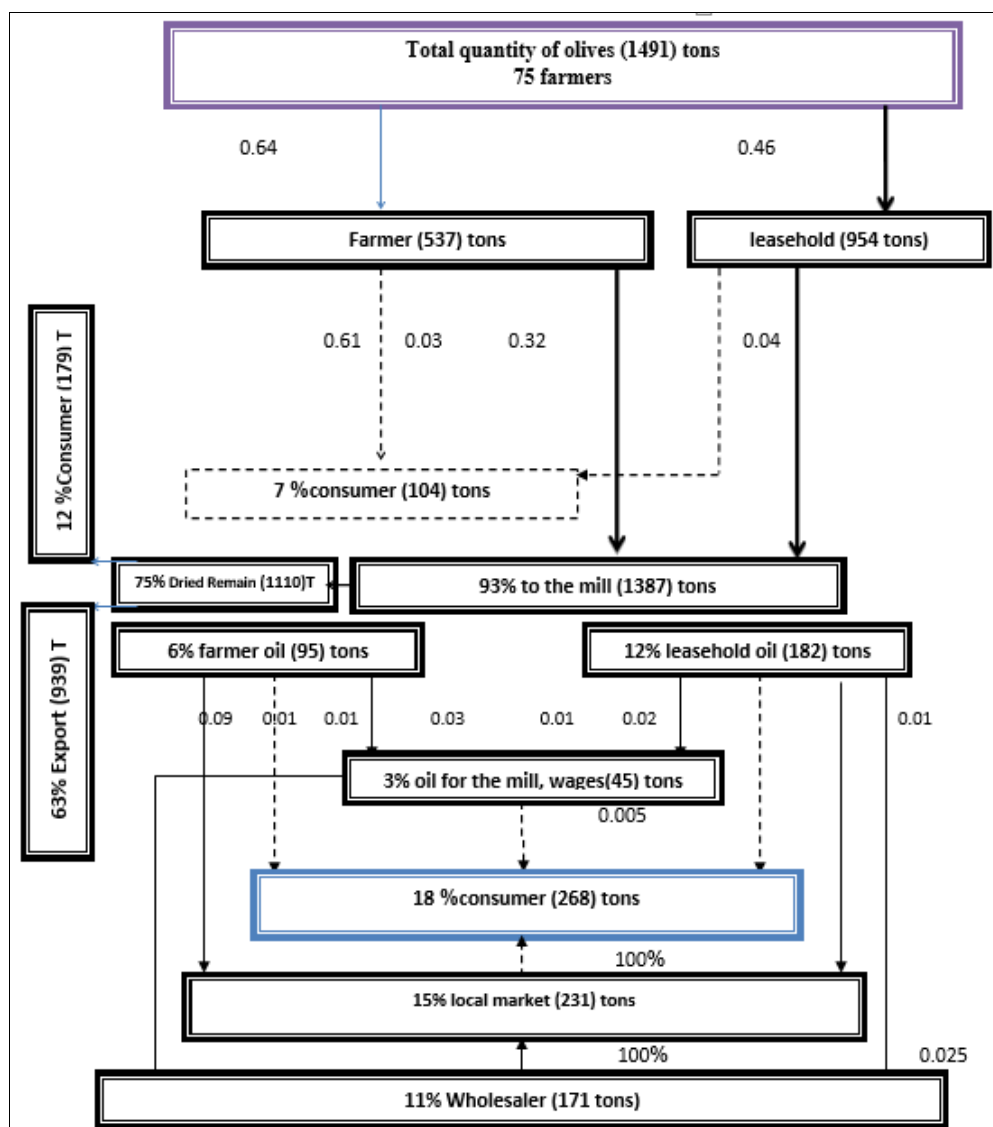 Total quantity of olives (1491) tons
75 farmers
0.64
0.46
Farmer (537) tons
leasehold (954 tons)
0.61
0.03
0.32
0.04
12 %Consumer (179) T
7 %consumer (104) tons
75% Dried Remain (1110)T
93% to the mill (1387) tons
63% Export (939) T
6% farmer oil (95) tons
12% leasehold oil (182) tons
0.09
0.01
0.01
0.03
0.01
0.02
0.01
3% oil for the mill, wages(45) tons
0.005
18 %consumer (268) tons
100%
15% local market (231) tons
100%
0.025
11% Wholesaler (171 tons)